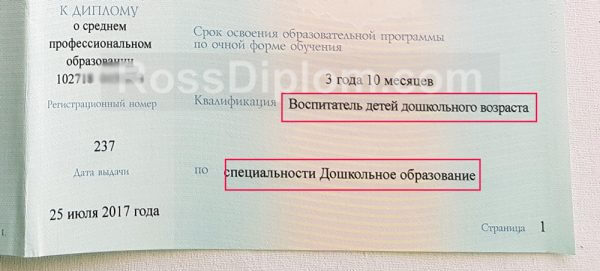 К ДИПЛОМУ
о среднем
профессиональном
образовании
Регистрационный номер
237
Дата выдачи
25 июля 2017 года
Срок освоения образовательной программы
по очной форме обучения
3 года 10 месяцев
RossDiplom.com
Квалификация Воспитатель детей дошкольного возраста
по специальности Дошкольное образование
Страница 1
1.